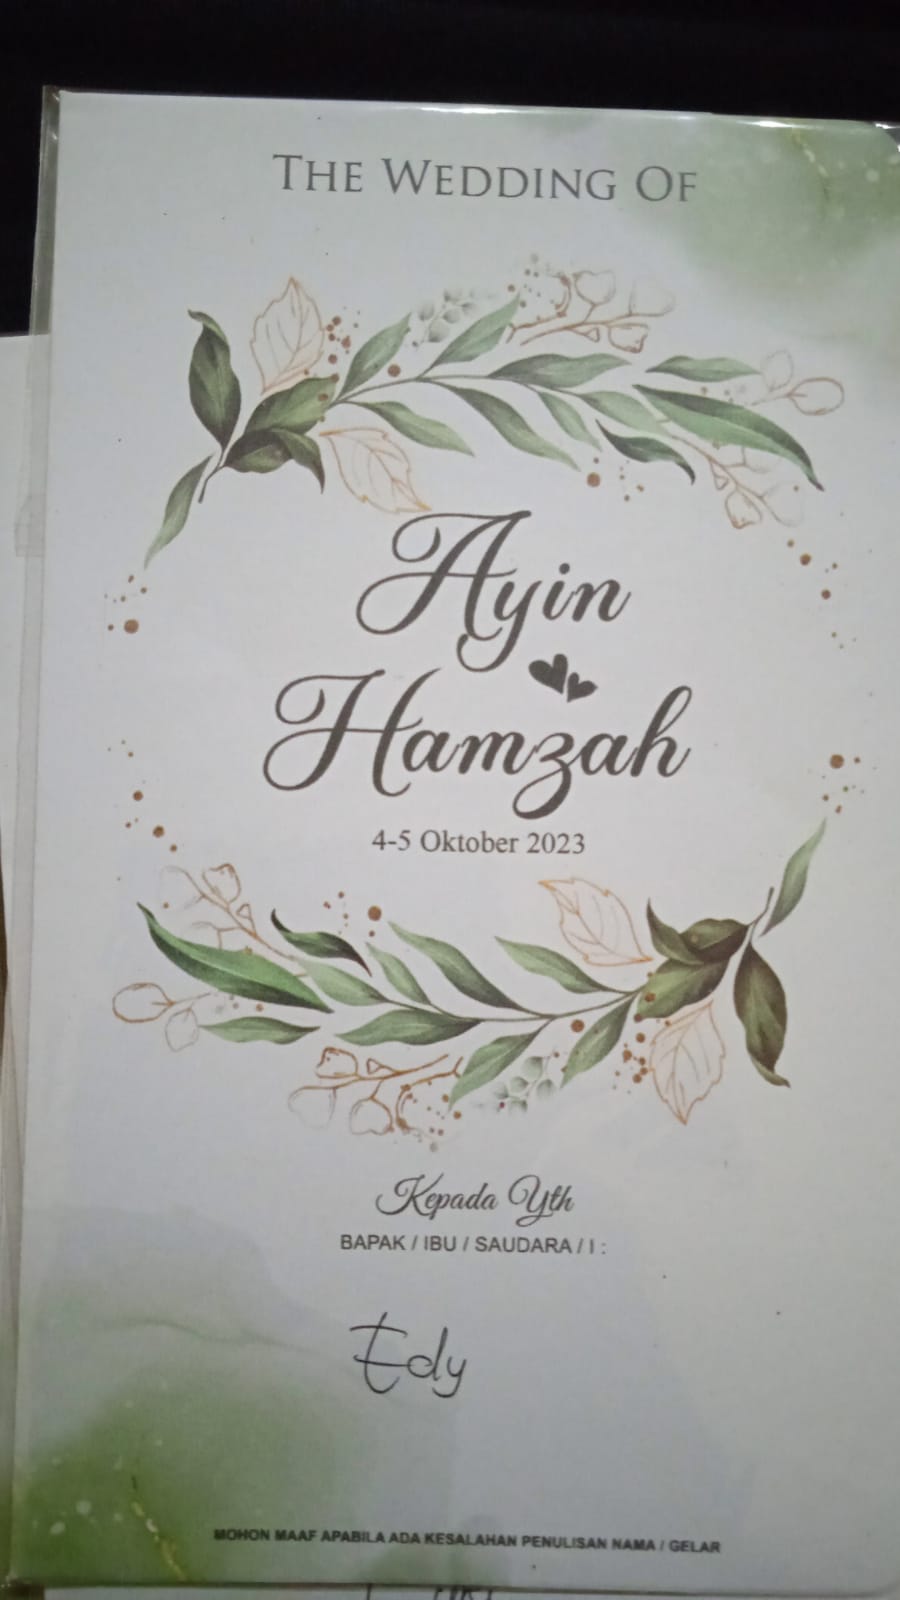 THE WEDDING OF
Ayin
Hamzah
4-5 Oktober 2023
Kepada Yth
BAPAK / IBU / SAUDARA / I :
Edy
MOHON MAAF APABILA ADA KESALAHAN PENULISAN NAMA / GELAR